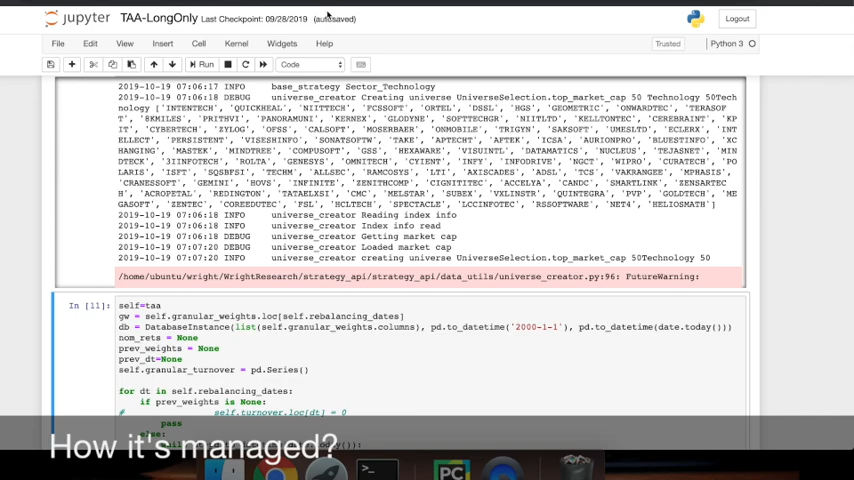 jupyter TAA-LongOnly Last Checkpoint: 09/28/2019 (autosaved)
Logout
File Edit View Insert Cell Kernel Widgets Help
Trusted
Python 3
Run
Code
2019-10-19 07:06:17 INFO base_strategy Sector_Technology
2019-10-19 07:06:18 DEBUG universe_creator Creating universe UniverseSelection.top_market_cap 50 Technology 50Tech
nology ['INTENTECH', 'QUICKHEAL', 'NIITTECH', 'FCSSOFT', 'ORTEL', 'DSSL', 'HGS', 'GEOMETRIC', 'ONWARDTEC', 'TERASOF
T', '8KMILES', 'PRITHVI', 'PANORAMUNI', 'KERNEX', 'GLODYNE', 'SOFTTECHGR', 'NIITLTD', 'KELLTONTEC', 'CEREBRAINT', 'KP
IT', 'CYBERTECH', 'ZYLOG', 'OFSS', 'CALSOFT', 'MOSERBAER', 'ONMOBILE', 'TRIGYN', 'SAKSOFT', 'UMESLTD', 'ECLERX', 'INT
ELLECT', 'PERSISTENT', 'VISESHINFO', 'SONATSOFTW', 'TAKE', 'APTECHT', 'AFTEK', 'ICSA', 'AURIONPRO', 'BLUESTINFO', 'XC
HANGING', 'MASTEK', 'MINDTREE', 'COMPUSOFT', 'GSS', 'HEXAWARE', 'VISUINTL', 'DATAMATICS', 'NUCLEUS', 'TEJASNET', 'MIN
DTECK', '3IINFOTECH', 'ROLTA', 'GENESYS', 'OMNITECH', 'CYIENT', 'INFY', 'INFODRIVE', 'NGCT', 'WIPRO', 'CURATECH', 'PO
LARIS', 'ISFT', 'SQSBFSI', 'TECHM', 'ALLSEC', 'RAMCOSYS', 'LTI', 'AXISCADES', 'ADSL', 'TCS', 'VAKRANGEE', 'MPHASIS',
'CRANESSOFT', 'GEMINI', 'HOVS', 'INFINITE', 'ZENITHCOMP', 'CIGNITITEC', 'ACCELYA', 'CANDC', 'SMARTLINK', 'ZENSARTEC
H', 'ACROPETAL', 'REDINGTON', 'TATAELXSI', 'CMC', 'MELSTAR', 'SUBEX', 'VXLINSTR', 'QUINTEGRA', 'PVP', 'GOLDTECH', 'ME
GASOFT', 'ZENTEC', 'COREEDUTEC', 'FSL', 'HCLTECH', 'SPECTACLE', 'LCCINFOTEC', 'RSSOFTWARE', 'NET4', 'HELIOSMATH']
2019-10-19 07:06:18 INFO universe_creator Reading index info
2019-10-19 07:06:18 INFO universe_creator Index info read
2019-10-19 07:06:18 DEBUG universe_creator Getting market cap
2019-10-19 07:07:20 DEBUG universe_creator Loaded market cap
2019-10-19 07:07:20 INFO universe_creator creating universe UniverseSelection.top_market_cap 50Technology 50
/home/ubuntu/wright/WrightResearch/strategy_api/strategy_api/data_utils/universe_creator.py:96: FutureWarning:
In [11]: self=taa
gw = self.granular_weights.loc[self.rebalancing_dates]
db = DatabaseInstance(list(self.granular_weights.columns), pd.to_datetime('2000-1-1'), pd.to_datetime(date.today()))
nom_rets = None
prev_weights = None
prev_dt=None
self.granular_turnover = pd.Series()
for dt in self.rebalancing_dates:
if prev_weights is None:
# self.turnover.loc[dt] = 0
pass
else:
How it's managed?
PC